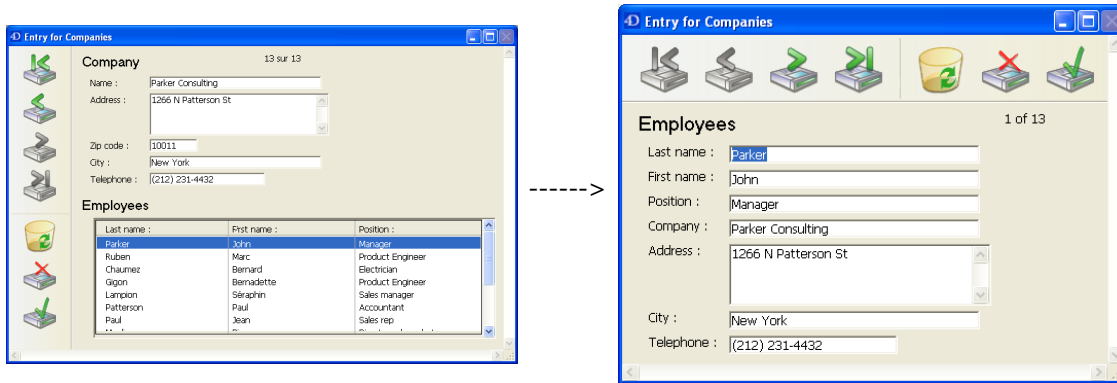 4D Entry for Companies
Company 13 sur 13
Name : Parker Consulting
Address : 1266 N Patterson St
Zip code : 10011
City : New York
Telephone : (212) 231-4432
Employees
Last name : First name : Position :
Parker John Manager
Ruben Marc Product Engineer
Chaumez Bernard Electrician
Gigon Bernadette Product Engineer
Lampion Séraphin Sales manager
Patterson Paul Accountant
Paul Jean Sales rep
------>
4D Entry for Companies
Employees 1 of 13
Last name : Parker
First name : John
Position : Manager
Company : Parker Consulting
Address : 1266 N Patterson St
City : New York
Telephone : (212) 231-4432